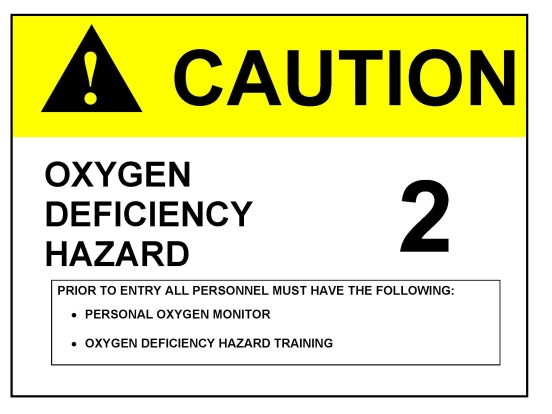 CAUTION
OXYGEN
DEFICIENCY
HAZARD
2
PRIOR TO ENTRY ALL PERSONNEL MUST HAVE THE FOLLOWING:
• PERSONAL OXYGEN MONITOR
• OXYGEN DEFICIENCY HAZARD TRAINING